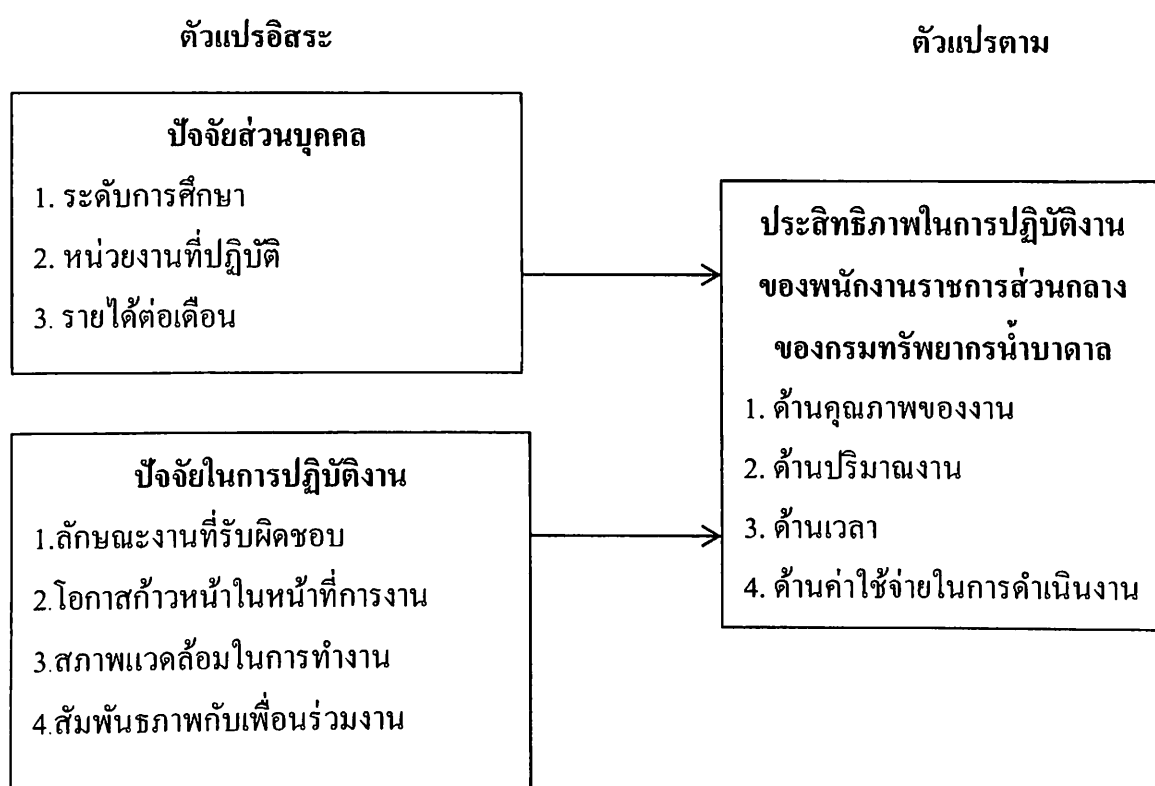 ตัวแปรอิสระ
ตัวแปรตาม
ปัจจัยส่วนบุคคล
1. ระดับการศึกษา
2. หน่วยงานที่ปฏิบัติ
3. รายได้ต่อเดือน
ปัจจัยในการปฏิบัติงาน
1.ลักษณะงานที่รับผิดชอบ
2.โอกาสก้าวหน้าในหน้าที่การงาน
3.สภาพแวดล้อมในการทำงาน
4.สัมพันธภาพกับเพื่อนร่วมงาน
ประสิทธิภาพในการปฏิบัติงาน
ของพนักงานราชการส่วนกลาง
ของกรมทรัพยากรน้ำบาดาล
1. ด้านคุณภาพของงาน
2. ด้านปริมาณงาน
3. ด้านเวลา
4. ด้านค่าใช้จ่ายในการดำเนินงาน